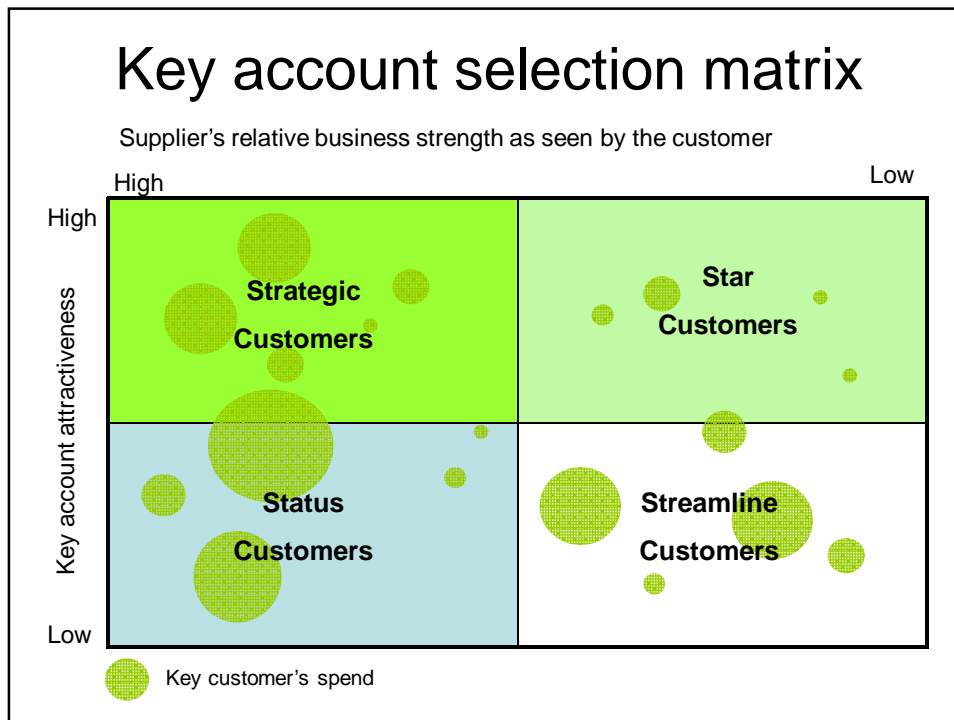 Key account selection matrix
Supplier's relative business strength as seen by the customer
High
Low
High
Key account attractiveness
Low
Strategic
Customers
Star
Customers
Status
Customers
Streamline
Customers
Key customer's spend